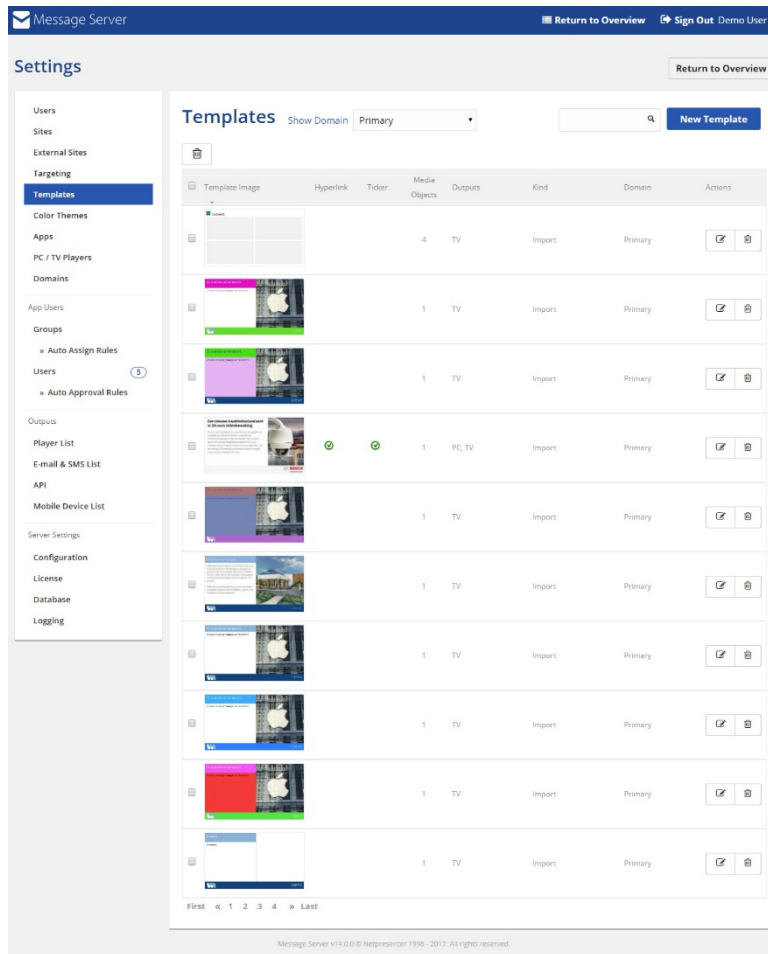 Message Server
Return to Overview Sign Out Demo User
Settings
Return to Overview
Users
Sites
External Sites
Targeting
Templates
Color Themes
Apps
PC / TV Players
Domains
App Users
Groups
» Auto Assign Rules
Users 5
» Auto Approval Rules
Outputs
Player List
E-mail & SMS List
API
Mobile Device List
Server Settings
Configuration
License
Database
Logging
Templates Show Domain Primary New Template
Template Image Hyperlink Ticker Media Objects Outputs Kind Domain Actions
4 TV Import Primary
1 TV Import Primary
1 TV Import Primary
Een nieuwe
in 24-uurs
BOSCH
1 PC, TV Import Primary
1 TV Import Primary
1 TV Import Primary
1 TV Import Primary
1 TV Import Primary
1 TV Import Primary
1 TV Import Primary
First « 1 2 3 4 » Last
Message Server v14.0.0 © Netpresenter 1998 - 2017. All rights reserved.